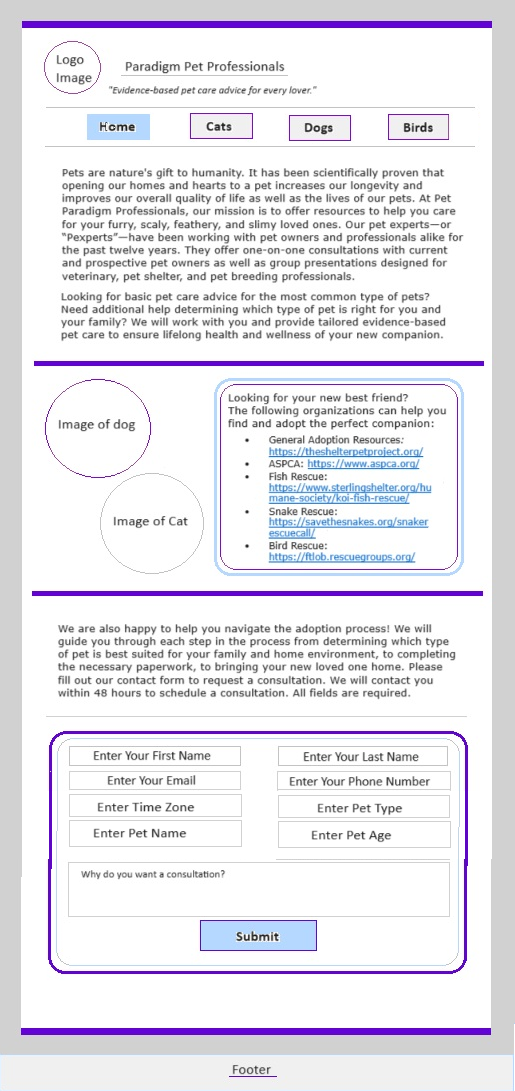 Logo
Image
Paradigm Pet Professionals
"Evidence-based pet care advice for every lover."
Home
Cats
Dogs
Birds
Pets are nature's gift to humanity. It has been scientifically proven that
opening our homes and hearts to a pet increases our longevity and
improves our overall quality of life as well as the lives of our pets. At Pet
Paradigm Professionals, our mission is to offer resources to help you care
for your furry, scaly, feathery, and slimy loved ones. Our pet experts—or
“Pexperts”—have been working with pet owners and professionals alike for
the past twelve years. They offer one-on-one consultations with current
and prospective pet owners as well as group presentations designed for
veterinary, pet shelter, and pet breeding professionals.
Looking for basic pet care advice for the most common type of pets?
Need additional help determining which type of pet is right for you and
your family? We will work with you and provide tailored evidence-based
pet care to ensure lifelong health and wellness of your new companion.
Image of dog
Image of Cat
Looking for your new best friend?
The following organizations can help you
find and adopt the perfect companion:
• General Adoption Resources:
https://theshelterpetproject.org/
• ASPCA: https://www.aspca.org/
• Fish Rescue:
https://www.sterlingshelter.org/hu
mane-society/koi-fish-rescue/
• Snake Rescue:
https://savethesnakes.org/snaker
escuecall/
• Bird Rescue:
https://ftlob.rescuegroups.org/
We are also happy to help you navigate the adoption process! We will
guide you through each step in the process from determining which type
of pet is best suited for your family and home environment, to completing
the necessary paperwork, to bringing your new loved one home. Please
fill out our contact form to request a consultation. We will contact you
within 48 hours to schedule a consultation. All fields are required.
Enter Your First Name
Enter Your Last Name
Enter Your Email
Enter Your Phone Number
Enter Time Zone
Enter Pet Type
Enter Pet Name
Enter Pet Age
Why do you want a consultation?
Submit
Footer